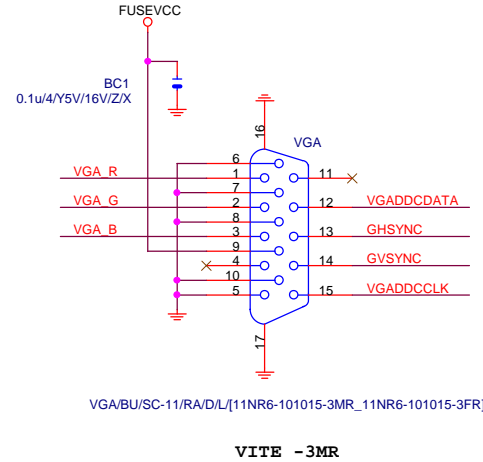 FUSEVCC
BC1
0.1u/4/Y5V/16V/Z/X
16
VGA
6
VGA_R 1 11
7
VGA_G 2 12 VGADDCDATA
8
VGA_B 3 13 GHSYNC
9
4 14 GVSYNC
10
5 15 VGADDCCLK
17
VGA/BU/SC-11/RA/D/L/[11NR6-101015-3MR_11NR6-101015-3FR]
VITE -3MR